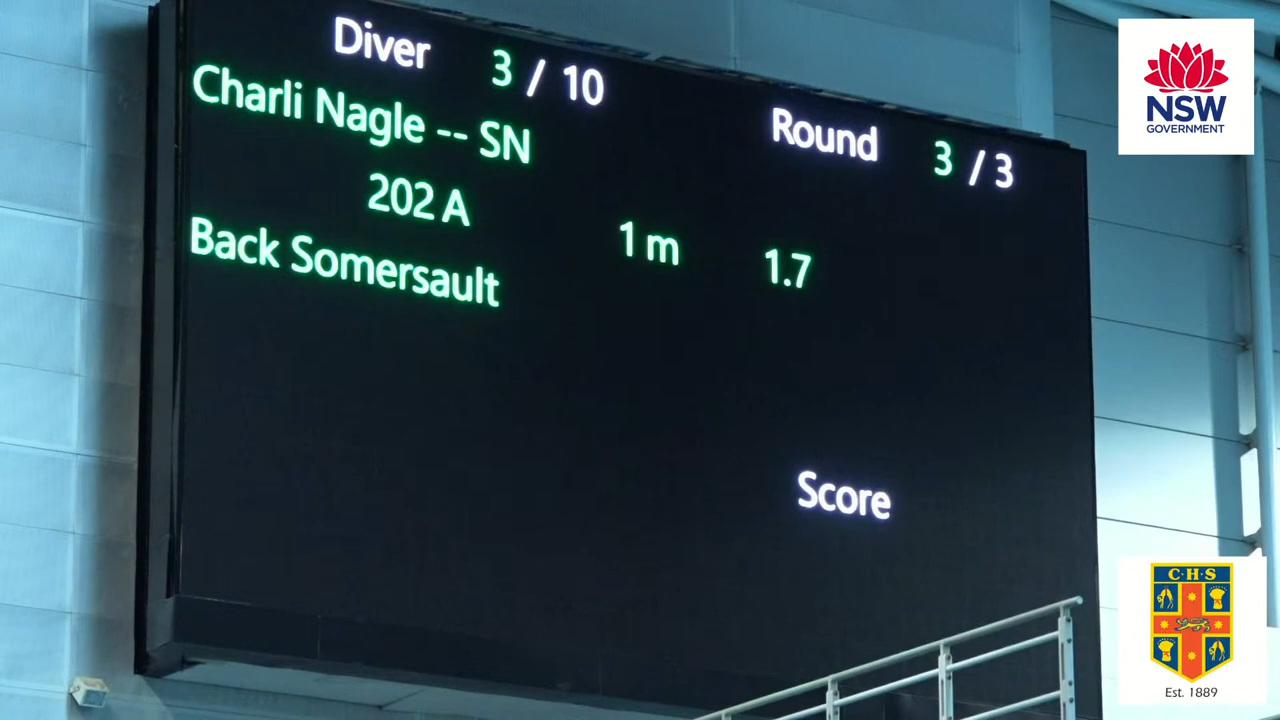 Diver 3 / 10
Charli Nagle -- SN
Round 3 / 3
202 A
Back Somersault
1 m
1.7
Score
NSW
GOVERNMENT
C·H·S
Est. 1889